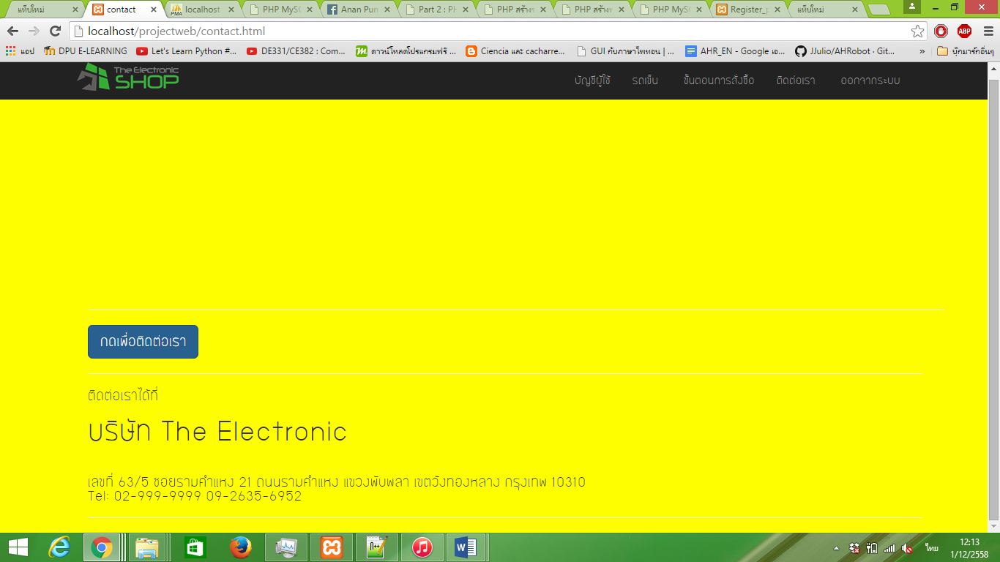 แท็บใหม่
contact
localhost
PHP MyS
Anan Pun
Part 2 : P
PHP สร้าง
PHP สร้าง
PHP MyS
Register_
แท็บใหม่
localhost/projectweb/contact.html
ABP
แอป
DPU E-LEARNING
Let's Learn Python #...
DE331/CE382 : Com...
ดาวน์โหลดโปรแกรมฟรี ...
Ciencia และ cacharre...
GUI กับภาษาไพทอน | ...
AHR_EN - Google เอ...
JJulio/AHRobot · Git...
»
บุ๊กมาร์กอื่นๆ
The Electronic
SHOP
บัญชีผู้ใช้
รถเข็น
ขั้นตอนการสั่งซื้อ
ติดต่อเรา
ออกจากระบบ
กดเพื่อติดต่อเรา
ติดต่อเราได้ที่
บริษัท The Electronic
เลขที่ 63/5 ซอยรามคำแหง 21 ถนนรามคำแหง แขวงพับพลา เขตวังทองหลาง กรุงเทพ 10310
Tel: 02-999-9999 09-2635-6952
ไทย
12:13
1/12/2558